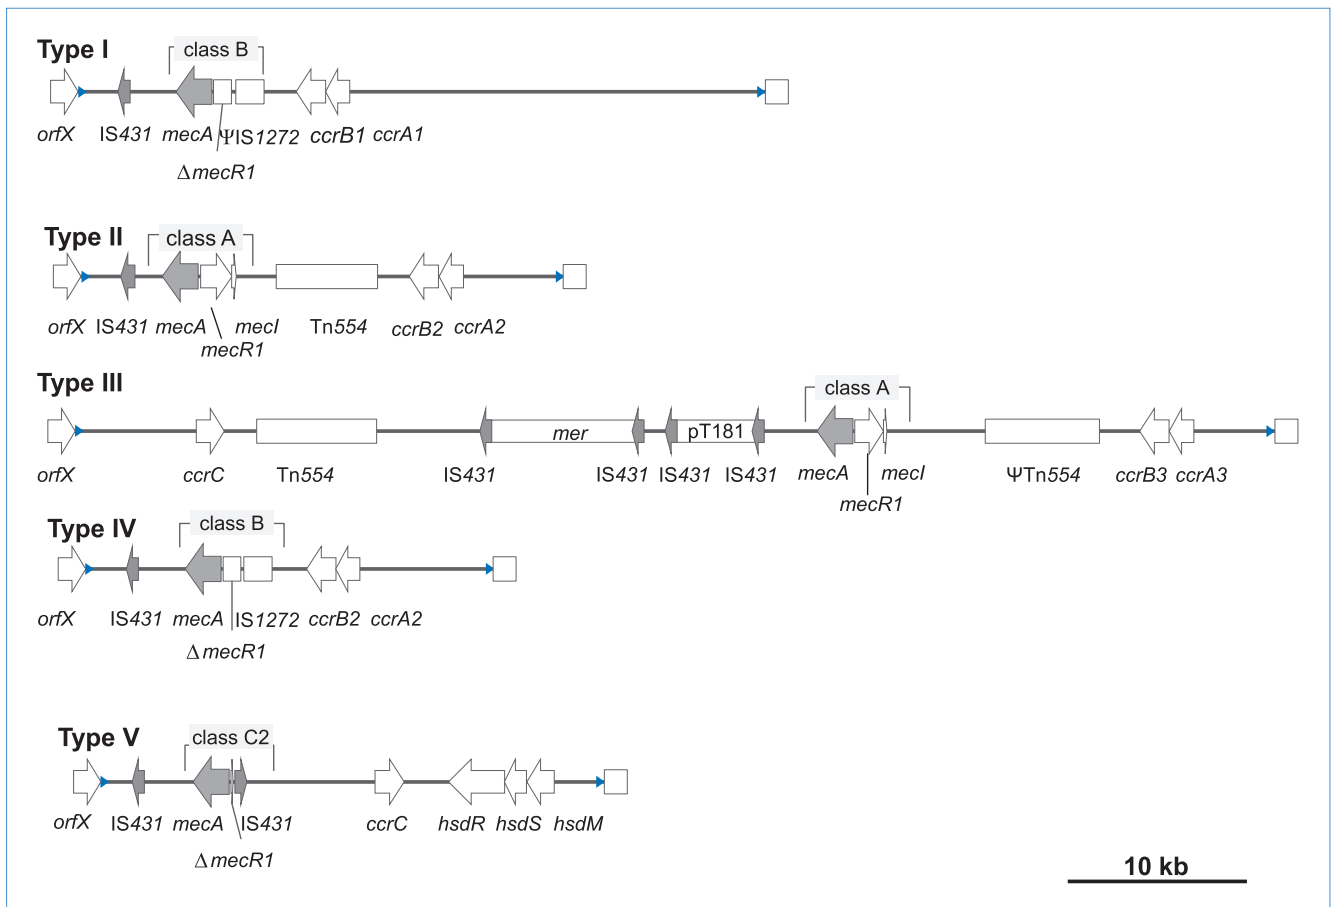 Type I
class B
orfX IS431 mecA ΨIS1272 ccrB1 ccrA1
ΔmecR1
Type II
class A
orfX IS431 mecA mecI Tn554 ccrB2 ccrA2
mecR1
Type III
class A
mer pT181
orfX ccrC Tn554 IS431 IS431 IS431 IS431 mecA mecI ΨTn554 ccrB3 ccrA3
mecR1
Type IV
class B
orfX IS431 mecA IS1272 ccrB2 ccrA2
ΔmecR1
Type V
class C2
orfX IS431 mecA IS431 ccrC hsdR hsdS hsdM
ΔmecR1
10 kb